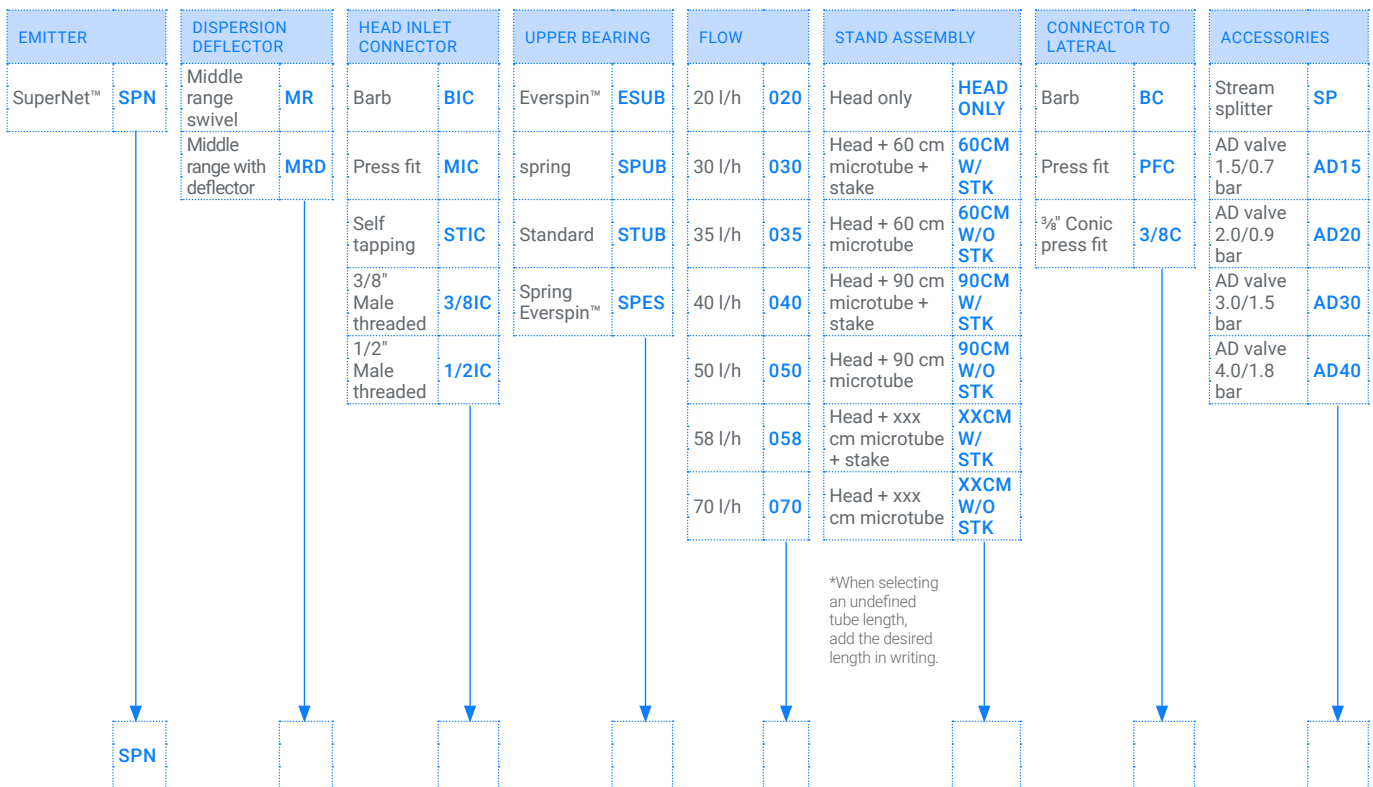 EMITTER
SuperNet™ SPN
DISPERSION
DEFLECTOR
Middle
range
swivel
MR
Middle
range with
deflector
MRD
HEAD INLET
CONNECTOR
Barb BIC
Press fit MIC
Self
tapping
STIC
3/8"
Male
threaded
3/8IC
1/2"
Male
threaded
1/2IC
UPPER BEARING
Everspin™ ESUB
spring SPUB
Standard STUB
Spring
Everspin™
SPES
FLOW
20 l/h 020
30 l/h 030
35 l/h 035
40 l/h 040
50 l/h 050
58 l/h 058
70 l/h 070
STAND ASSEMBLY
Head only
HEAD
ONLY
Head + 60 cm
microtube +
stake
60CM
W/
STK
Head + 60 cm
microtube
60CM
W/O
STK
Head + 90 cm
microtube +
stake
90CM
W/
STK
Head + 90 cm
microtube
90CM
W/O
STK
Head + xxx
cm microtube
+ stake
XXCM
W/
STK
Head + xxx
cm microtube
XXCM
W/O
STK
*When selecting
an undefined
tube length,
add the desired
length in writing.
CONNECTOR TO
LATERAL
Barb BC
Press fit PFC
⅜" Conic
press fit
3/8C
ACCESSORIES
Stream
splitter
SP
AD valve
1.5/0.7
bar
AD15
AD valve
2.0/0.9
bar
AD20
AD valve
3.0/1.5
bar
AD30
AD valve
4.0/1.8
bar
AD40
SPN